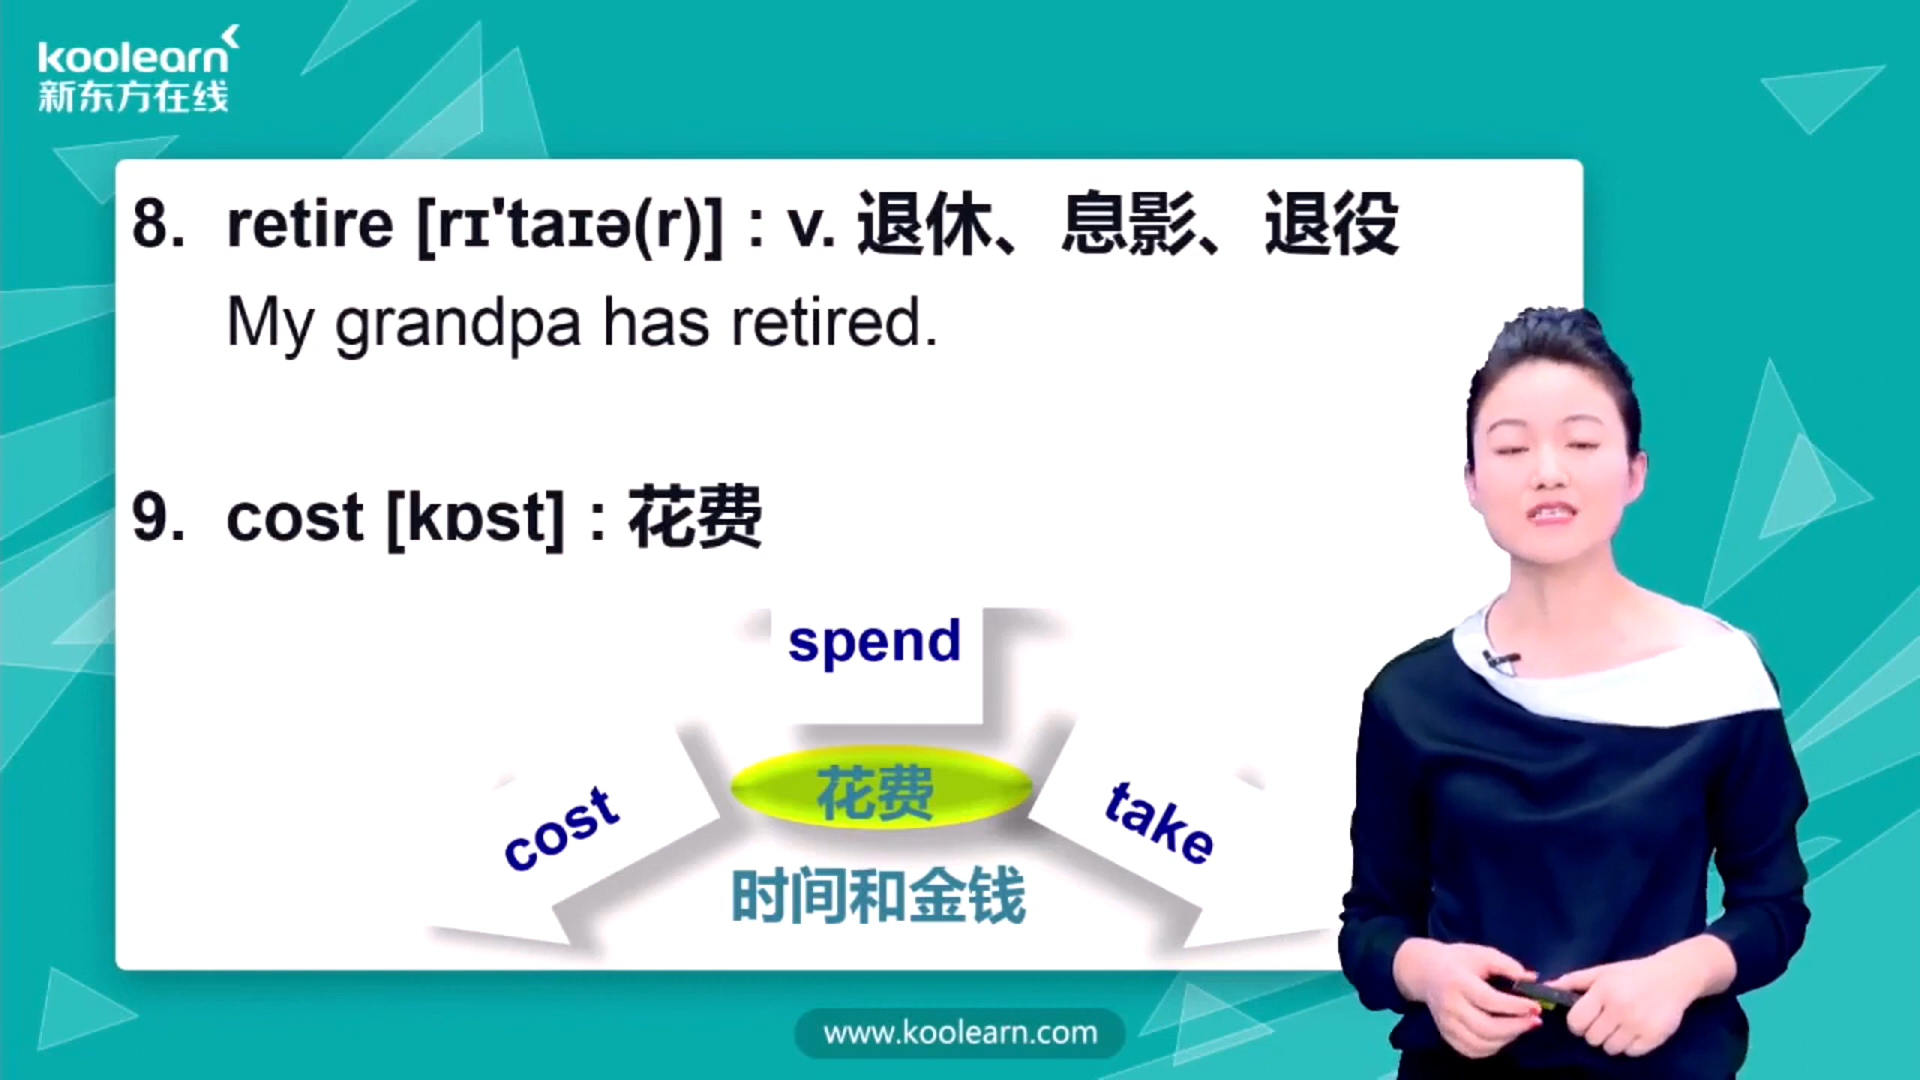 koolearn
新东方在线
8. retire [rɪ'taɪə(r)] : v. 退休、息影、退役
My grandpa has retired.
9. cost [kɒst] : 花费
spend
花费
cost
take
时间和金钱
www.koolearn.com